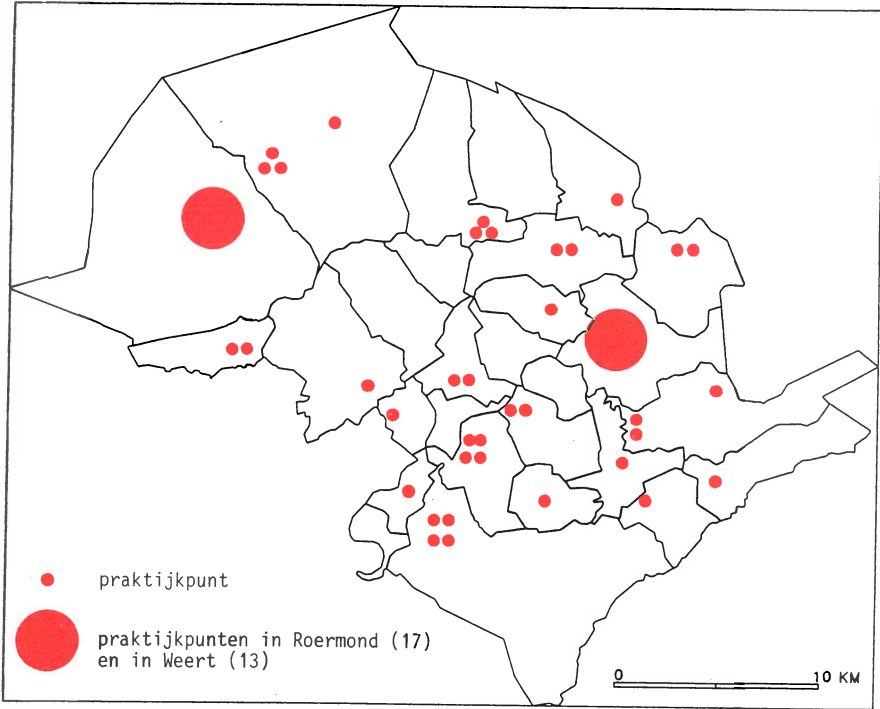 praktijkpunt
praktijkpunten in Roermond (17)
en in Weert (13)
0 10 KM